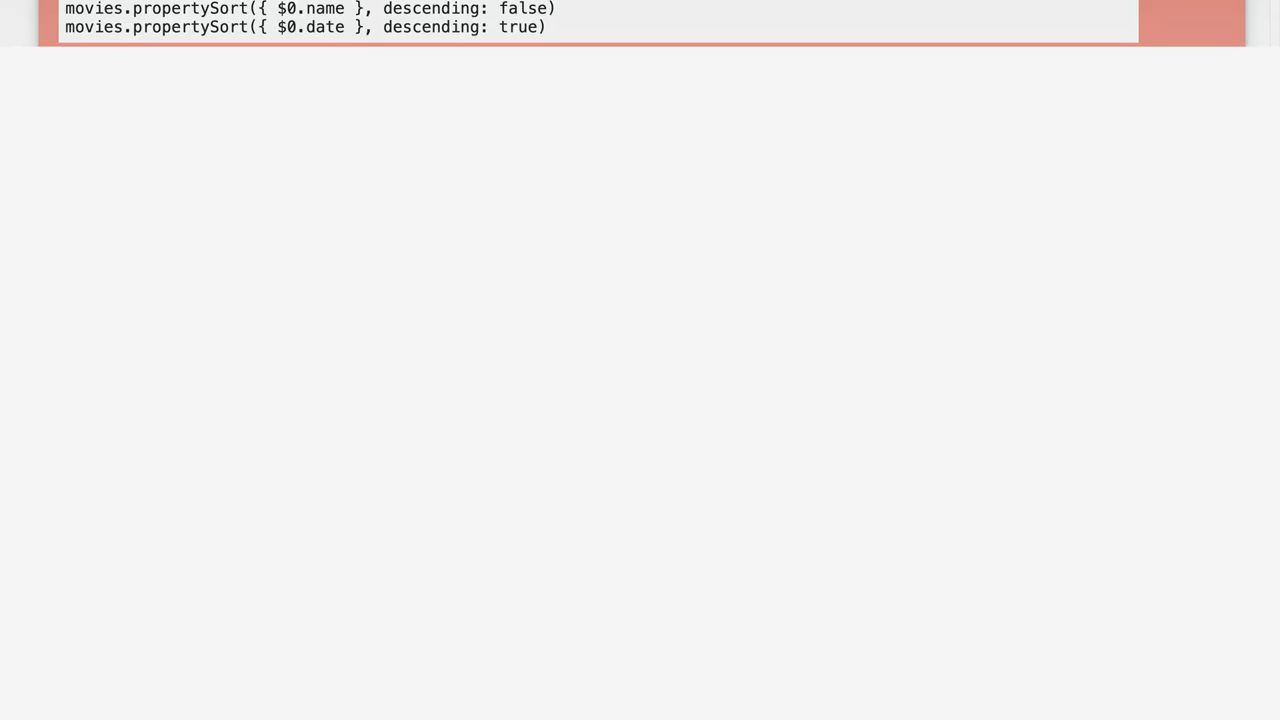 movies.propertySort({ $0.name }, descending: false)
movies.propertySort({ $0.date }, descending: true)